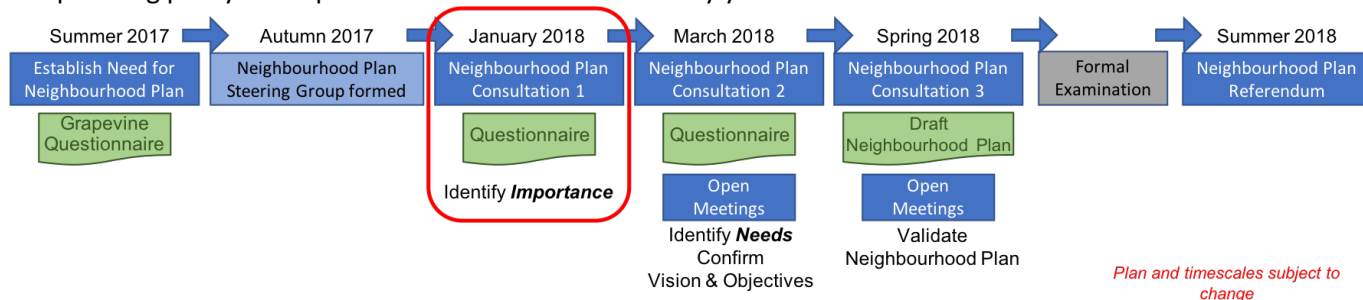 Summer 2017
Autumn 2017
January 2018
March 2018
Spring 2018
Summer 2018
Establish Need for
Neighbourhood Plan
Neighbourhood Plan
Steering Group formed
Neighbourhood Plan
Consultation 1
Neighbourhood Plan
Consultation 2
Neighbourhood Plan
Consultation 3
Formal
Examination
Neighbourhood Plan
Referendum
Grapevine
Questionnaire
Questionnaire
Questionnaire
Draft
Neighbourhood Plan
Identify Importance
Open
Meetings
Open
Meetings
Identify Needs
Confirm
Vision & Objectives
Validate
Neighbourhood Plan
Plan and timescales subject to
change